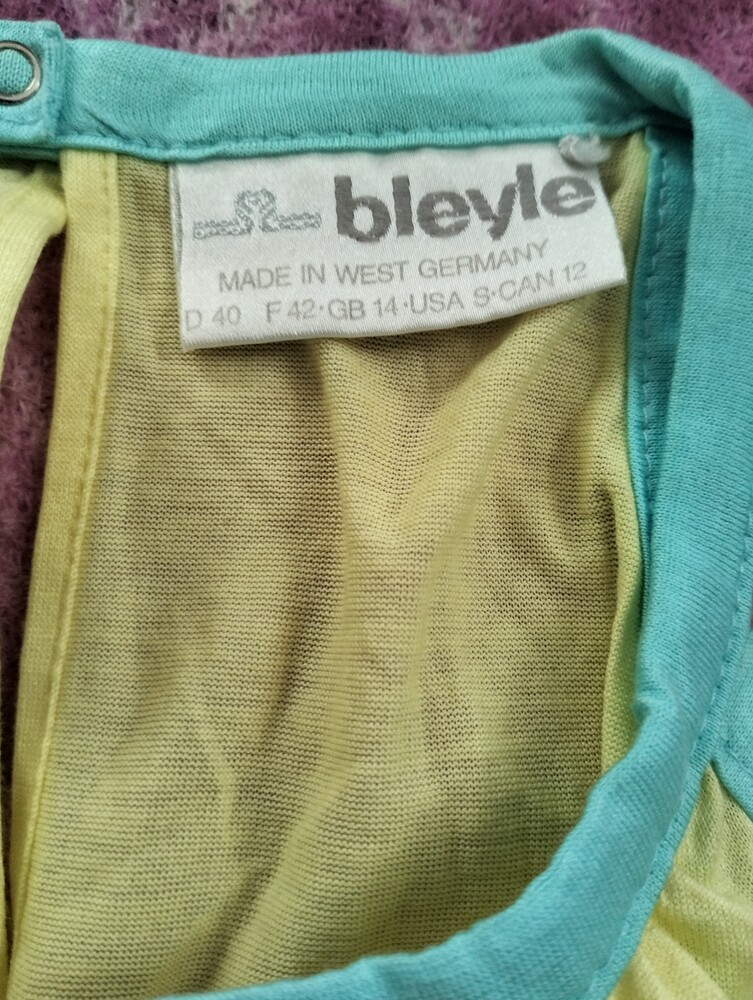 bleyle
MADE IN WEST GERMANY
D 40 F 42·GB 14·USA S·CAN 12